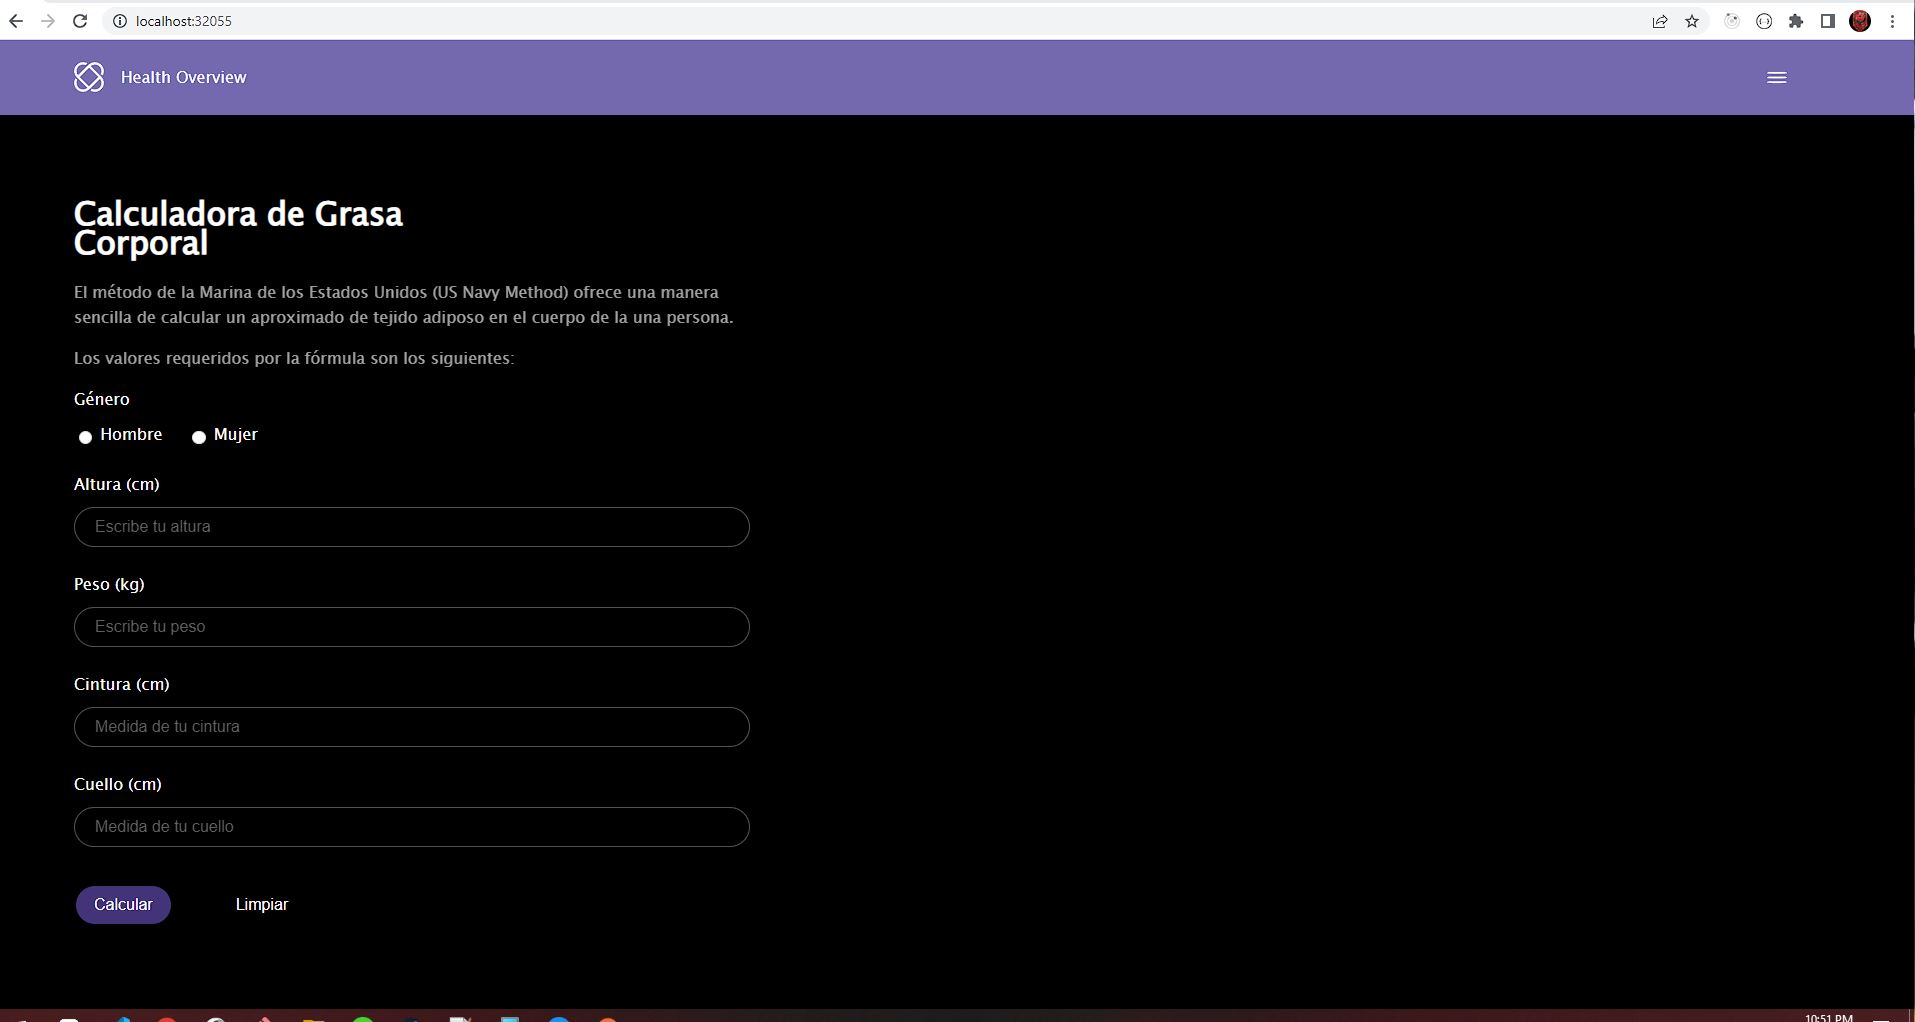 localhost:32055
Health Overview
Calculadora de Grasa
Corporal
El método de la Marina de los Estados Unidos (US Navy Method) ofrece una manera
sencilla de calcular un aproximado de tejido adiposo en el cuerpo de la una persona.
Los valores requeridos por la fórmula son los siguientes:
Género
Hombre Mujer
Altura (cm)
Escribe tu altura
Peso (kg)
Escribe tu peso
Cintura (cm)
Medida de tu cintura
Cuello (cm)
Medida de tu cuello
Calcular Limpiar
10:51 PM